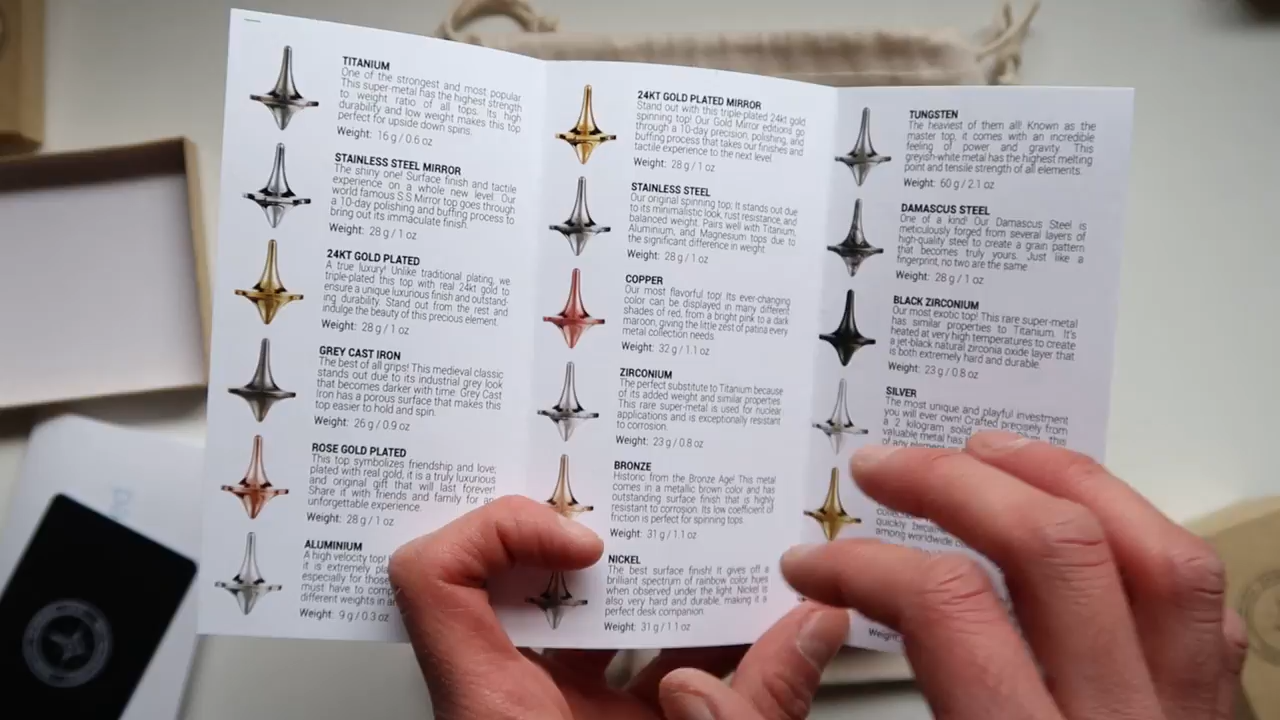 TITANIUM
One of the strongest and most popular
This super-metal has the highest strength
to weight ratio of all tops. Its high
durability and low weight makes this top
perfect for upside down spins.
Weight: 16 g / 0.6 oz
STAINLESS STEEL MIRROR
The shiny one! Surface finish and tactile
experience on a whole new level. Our
world famous S S Mirror top goes through
a 10-day polishing and buffing process to
bring out its immaculate finish.
Weight: 28 g / 1 oz
24KT GOLD PLATED
A true luxury! Unlike traditional plating, we
triple-plated this top with real 24kt gold to
ensure a unique luxurious finish and outstand-
ing durability. Stand out from the rest and
indulge the beauty of this precious element.
Weight: 28 g / 1 oz
GREY CAST IRON
The best of all grips! This medieval classic
stands out due to its industrial grey look
that becomes darker with time. Grey Cast
Iron has a porous surface that makes this
top easier to hold and spin.
Weight: 26 g / 0.9 oz
ROSE GOLD PLATED
This top symbolizes friendship and love;
plated with real gold, it is a truly luxurious
and original gift that will last forever!
Share it with friends and family for an
unforgettable experience.
Weight: 28 g / 1 oz
ALUMINIUM
A high velocity top!
it is extremely
especially for those
must have to
different weights in
Weight: 9 g / 0.3 oz
24KT GOLD PLATED MIRROR
Stand out with this triple-plated 24kt gold
spinning top! Our Gold Mirror editions go
through a 10-day precision, polishing, and
buffing process that takes our finishes and
tactile experience to the next level.
Weight: 28 g / 1 oz
STAINLESS STEEL
Our original spinning top; It stands out due
to its minimalistic look, rust resistance, and
balanced weight. Pairs well with Titanium,
Aluminum, and Magnesium tops due to
the significant difference in weight.
Weight: 28 g / 1 oz
COPPER
Our most flavorful top! Its ever-changing
color can be displayed in many different
shades of red, from a bright pink to a dark
maroon, giving the little zest of patina every
metal collection needs.
Weight: 32 g / 1.1 oz
ZIRCONIUM
The perfect substitute to Titanium because
of its added weight and similar properties
This rare super-metal is used for nuclear
applications and is exceptionally resistant
to corrosion.
Weight: 23 g / 0.8 oz
BRONZE
Historic from the Bronze Age! This metal
comes in a metallic brown color and has
outstanding surface finish that is highly
resistant to corrosion. Its low coefficient of
friction is perfect for spinning tops.
Weight: 31 g / 1.1 oz
NICKEL
The best surface finish! It gives off a
brilliant spectrum of rainbow color hues
when observed under the light. Nickel is
also very hard and durable, making it a
perfect desk companion.
Weight: 31 g / 1.1 oz
TUNGSTEN
The heaviest of them all! Known as the
master top, it comes with an incredible
feeling of power and gravity. This
greyish-white metal has the highest melting
point and tensile strength of all elements.
Weight: 60 g / 2.1 oz
DAMASCUS STEEL
One of a kind! Our Damascus Steel is
meticulously forged from several layers of
high-quality steel to create a grain pattern
that becomes truly yours. Just like a
fingerprint, no two are the same
Weight: 28 g / 1 oz
BLACK ZIRCONIUM
Our most exotic top! This rare super-metal
has similar properties to Titanium. It's
heated at very high temperatures to create
a jet-black natural zirconia oxide layer that
is both extremely hard and durable.
Weight: 23 g / 0.8 oz
SILVER
The most unique and playful investment
you will ever own! Crafted precisely from
a 2 kilogram solid Silver, this
valuable metal has
of any
quickly
among worldwide
Weight: